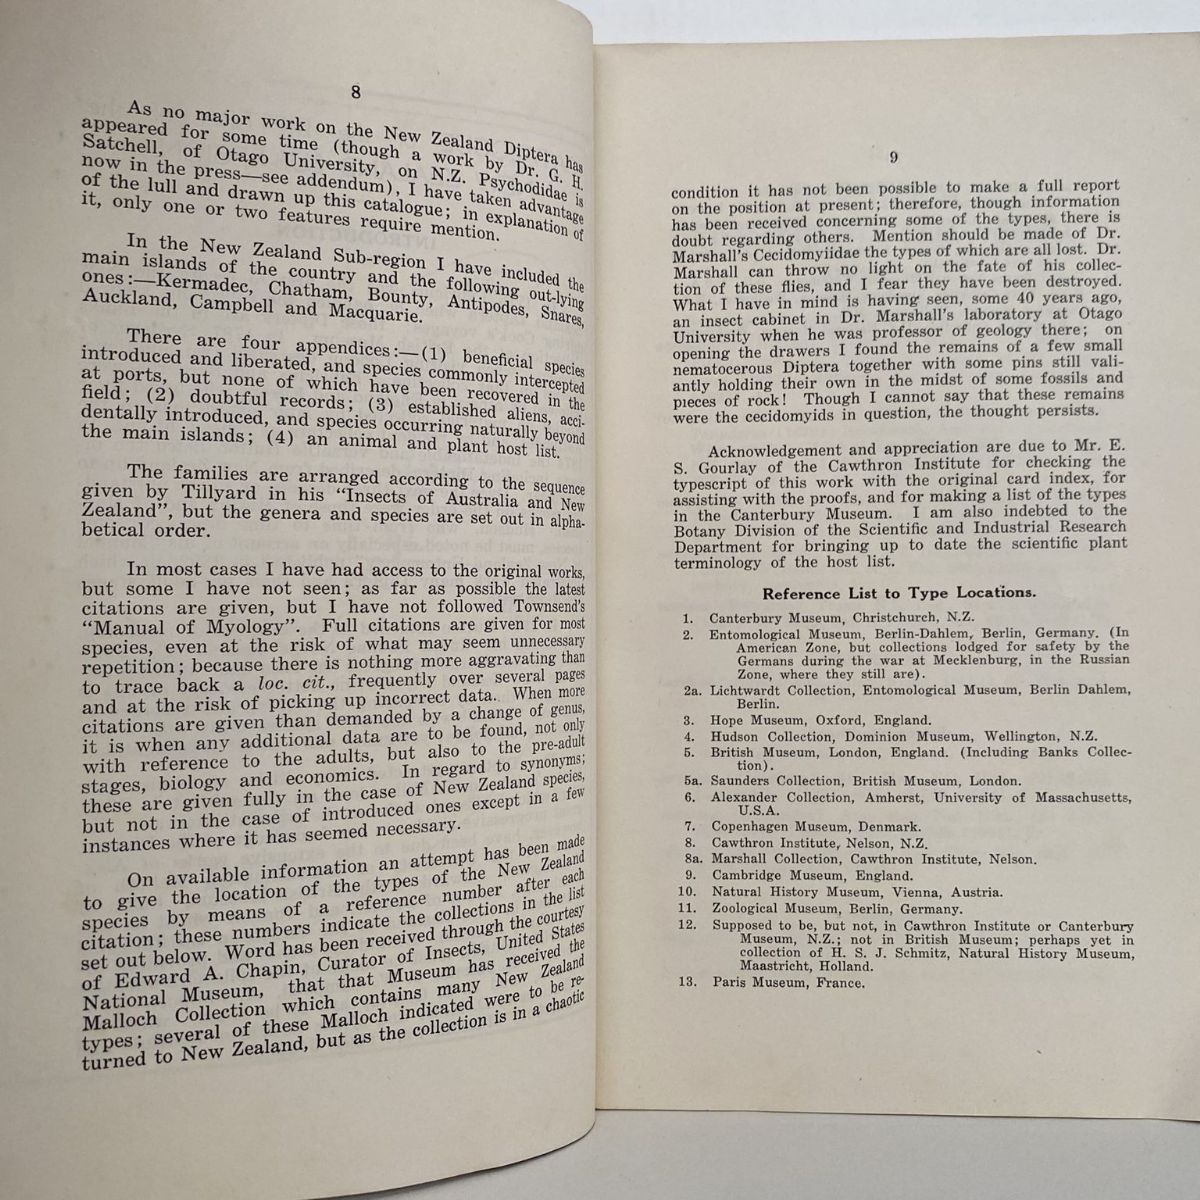 8
As no major work on the New Zealand Diptera has
appeared for some time (though a work by Dr. G. H.
Satchell, of Otago University, on N.Z. Psychodidae is
now in the press—see addendum), I have taken advantage
of the lull and drawn up this catalogue; in explanation of
it, only one or two features require mention.
In the New Zealand Sub-region I have included the
main islands of the country and the following out-lying
ones:—Kermadec, Chatham, Bounty, Antipodes, Snares,
Auckland, Campbell and Macquarie.
There are four appendices:—(1) beneficial species
introduced and liberated, and species commonly intercepted
at ports, but none of which have been recovered in the
field; (2) doubtful records; (3) established aliens, acci-
dentally introduced, and species occurring naturally beyond
the main islands; (4) an animal and plant host list.
The families are arranged according to the sequence
given by Tillyard in his “Insects of Australia and New
Zealand”, but the genera and species are set out in alpha-
betical order.
In most cases I have had access to the original works,
but some I have not seen; as far as possible the latest
citations are given, but I have not followed Townsend's
“Manual of Myology”. Full citations are given for most
species, even at the risk of what may seem unnecessary
repetition; because there is nothing more aggravating than
to trace back a loc. cit., frequently over several pages
and at the risk of picking up incorrect data. When more
citations are given than demanded by a change of genus,
it is when any additional data are to be found, not only
with reference to the adults, but also to the pre-adult
stages, biology and economics. In regard to synonyms;
these are given fully in the case of New Zealand species,
but not in the case of introduced ones except in a few
instances where it has seemed necessary.
On available information an attempt has been made
to give the location of the types of the New Zealand
species by means of a reference number after each
citation; these numbers indicate the collections in the list
set out below. Word has been received through the courtesy
of Edward A. Chapin, Curator of Insects, United States
National Museum, that that Museum has received the
Malloch Collection which contains many New Zealand
types; several of these Malloch indicated were to be re-
turned to New Zealand, but as the collection is in a chaotic
9
condition it has not been possible to make a full report
on the position at present; therefore, though information
has been received concerning some of the types, there is
doubt regarding others. Mention should be made of Dr.
Marshall's Cecidomyiidae the types of which are all lost. Dr.
Marshall can throw no light on the fate of his collec-
tion of these flies, and I fear they have been destroyed.
What I have in mind is having seen, some 40 years ago,
an insect cabinet in Dr. Marshall's laboratory at Otago
University when he was professor of geology there; on
opening the drawers I found the remains of a few small
nematocerous Diptera together with some pins still vali-
antly holding their own in the midst of some fossils and
pieces of rock! Though I cannot say that these remains
were the cecidomyids in question, the thought persists.
Acknowledgement and appreciation are due to Mr. E.
S. Gourlay of the Cawthron Institute for checking the
typescript of this work with the original card index, for
assisting with the proofs, and for making a list of the types
in the Canterbury Museum. I am also indebted to the
Botany Division of the Scientific and Industrial Research
Department for bringing up to date the scientific plant
terminology of the host list.
Reference List to Type Locations.
1. Canterbury Museum, Christchurch, N.Z.
2. Entomological Museum, Berlin-Dahlem, Berlin, Germany. (In
American Zone, but collections lodged for safety by the
Germans during the war at Mecklenburg, in the Russian
Zone, where they still are).
2a. Lichtwardt Collection, Entomological Museum, Berlin Dahlem,
Berlin.
3. Hope Museum, Oxford, England.
4. Hudson Collection, Dominion Museum, Wellington, N.Z.
5. British Museum, London, England. (Including Banks Collec-
tion).
5a. Saunders Collection, British Museum, London.
6. Alexander Collection, Amherst, University of Massachusetts,
U.S.A.
7. Copenhagen Museum, Denmark.
8. Cawthron Institute, Nelson, N.Z.
8a. Marshall Collection, Cawthron Institute, Nelson.
9. Cambridge Museum, England.
10. Natural History Museum, Vienna, Austria.
11. Zoological Museum, Berlin, Germany.
12. Supposed to be, but not, in Cawthron Institute or Canterbury
Museum, N.Z.; not in British Museum; perhaps yet in
collection of H. S. J. Schmitz, Natural History Museum,
Maastricht, Holland.
13. Paris Museum, France.